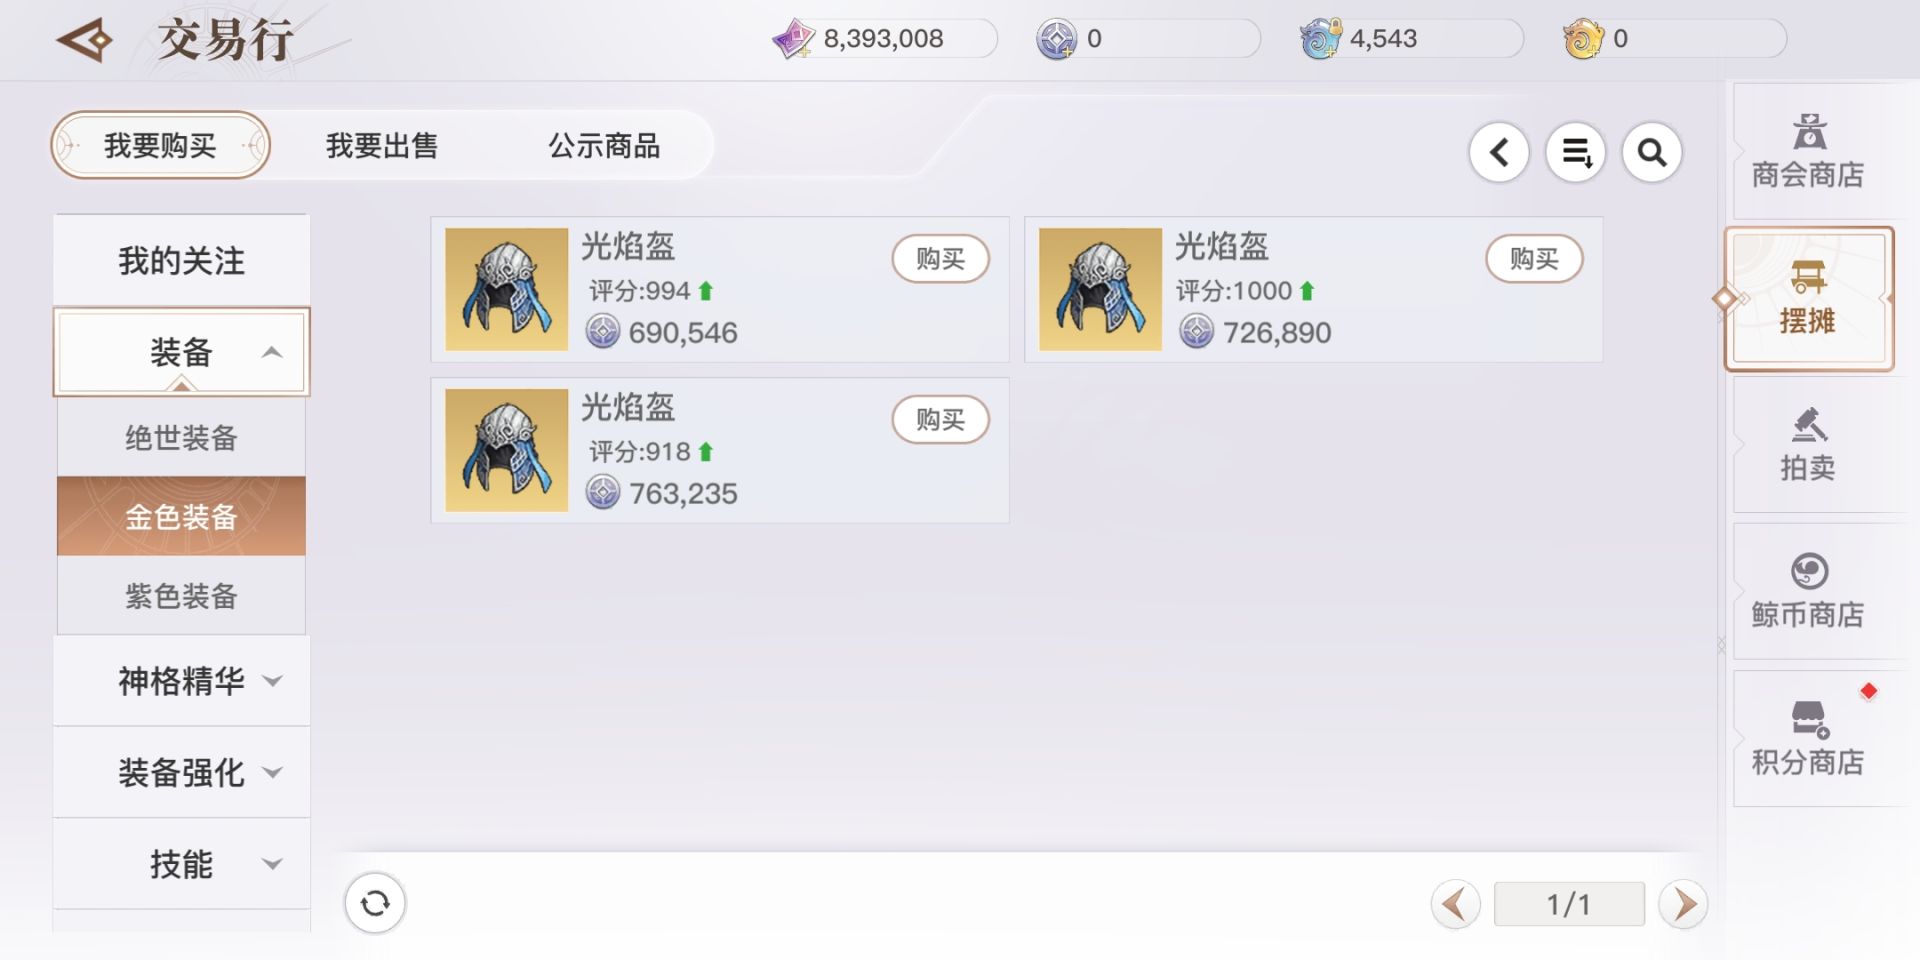 交易行
8,393,008
0
4,543
0
我要购买
我要出售
公示商品
我的关注
装备
绝世装备
金色装备
紫色装备
神格精华
装备强化
技能
光焰盔
评分:994
690,546
购买
光焰盔
评分:1000
726,890
购买
光焰盔
评分:918
763,235
购买
商会商店
摆摊
拍卖
鲸币商店
积分商店
1/1